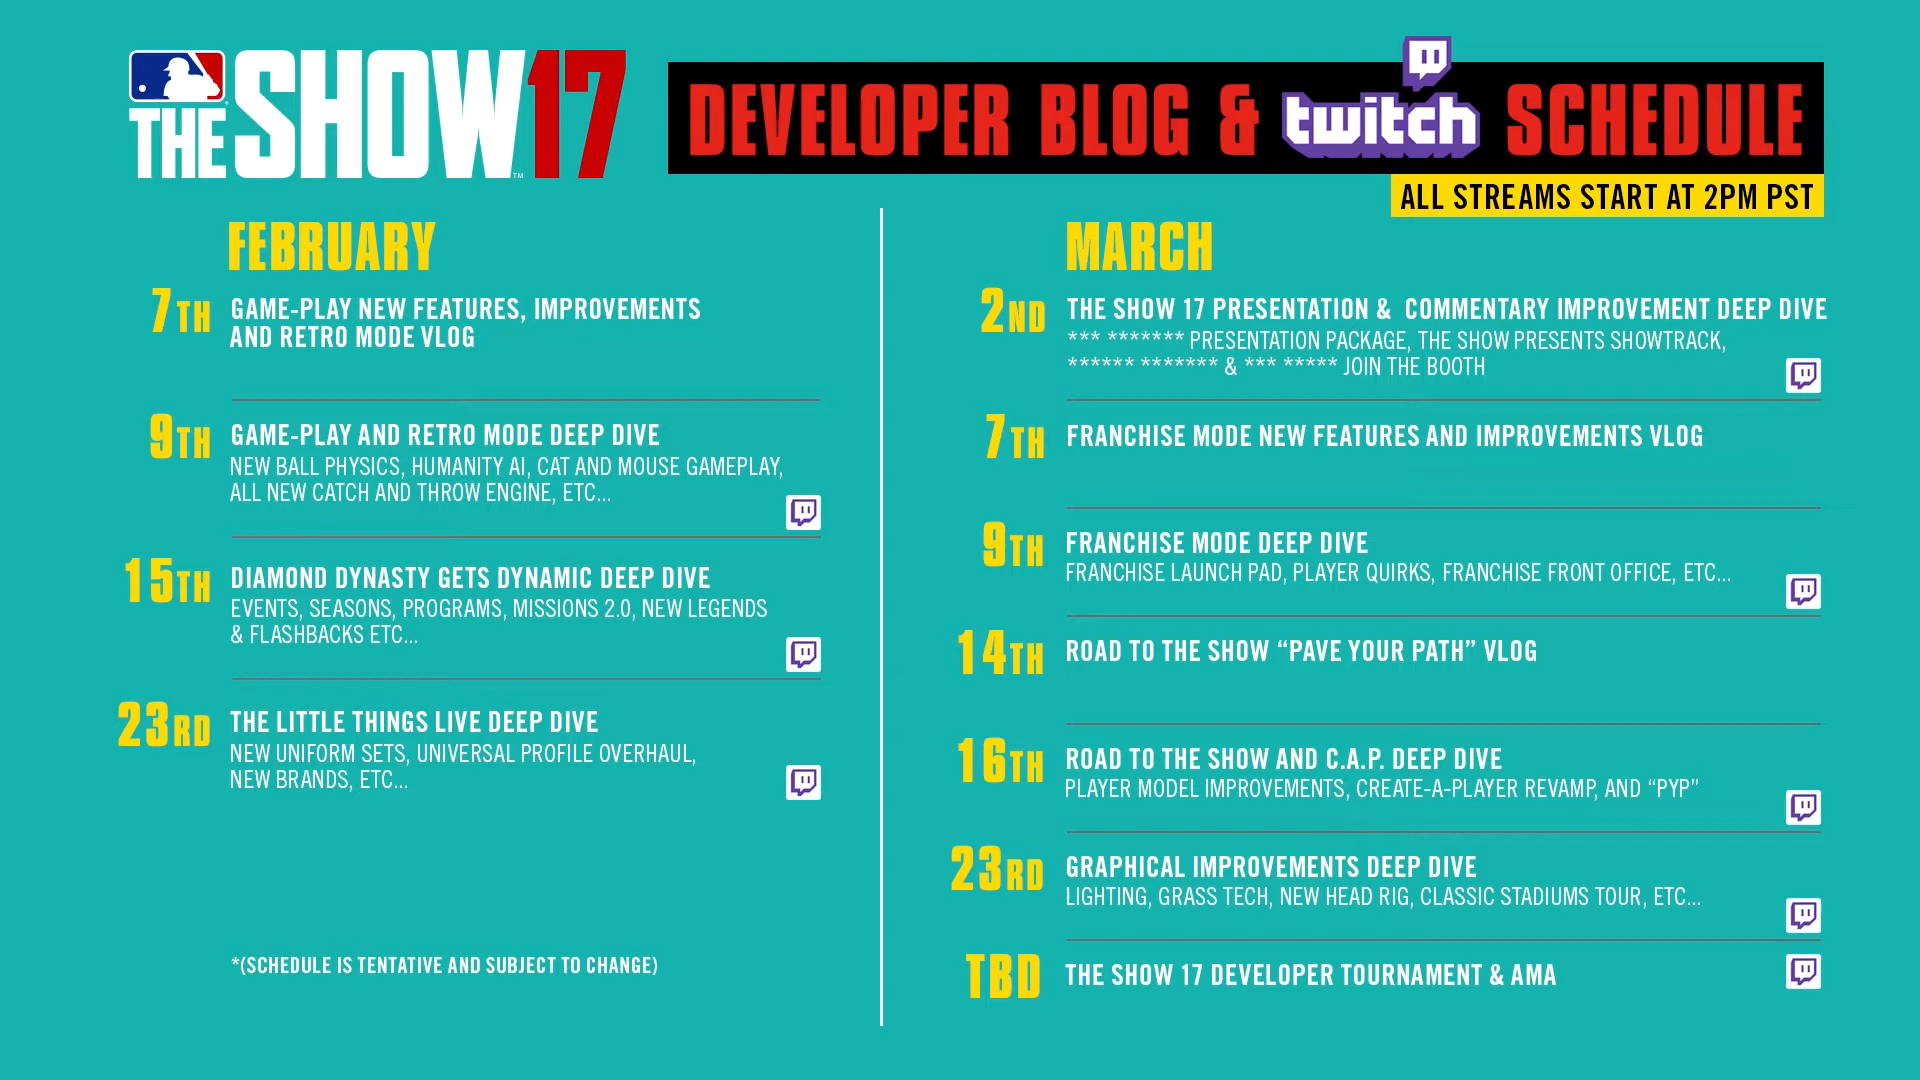 THE SHOW 17
DEVELOPER BLOG & twitch SCHEDULE
ALL STREAMS START AT 2PM PST
FEBRUARY
7TH
GAME-PLAY NEW FEATURES, IMPROVEMENTS
AND RETRO MODE VLOG
9TH
GAME-PLAY AND RETRO MODE DEEP DIVE
NEW BALL PHYSICS, HUMANITY AI, CAT AND MOUSE GAMEPLAY,
ALL NEW CATCH AND THROW ENGINE, ETC...
15TH
DIAMOND DYNASTY GETS DYNAMIC DEEP DIVE
EVENTS, SEASONS, PROGRAMS, MISSIONS 2.0, NEW LEGENDS
& FLASHBACKS ETC...
23RD
THE LITTLE THINGS LIVE DEEP DIVE
NEW UNIFORM SETS, UNIVERSAL PROFILE OVERHAUL,
NEW BRANDS, ETC...
*(SCHEDULE IS TENTATIVE AND SUBJECT TO CHANGE)
MARCH
2ND
THE SHOW 17 PRESENTATION & COMMENTARY IMPROVEMENT DEEP DIVE
*** ******* PRESENTATION PACKAGE, THE SHOW PRESENTS SHOWTRACK,
****** ******* & *** ***** JOIN THE BOOTH
7TH
FRANCHISE MODE NEW FEATURES AND IMPROVEMENTS VLOG
9TH
FRANCHISE MODE DEEP DIVE
FRANCHISE LAUNCH PAD, PLAYER QUIRKS, FRANCHISE FRONT OFFICE, ETC...
14TH
ROAD TO THE SHOW “PAVE YOUR PATH” VLOG
16TH
ROAD TO THE SHOW AND C.A.P. DEEP DIVE
PLAYER MODEL IMPROVEMENTS, CREATE-A-PLAYER REVAMP, AND “PYP”
23RD
GRAPHICAL IMPROVEMENTS DEEP DIVE
LIGHTING, GRASS TECH, NEW HEAD RIG, CLASSIC STADIUMS TOUR, ETC...
TBD
THE SHOW 17 DEVELOPER TOURNAMENT & AMA